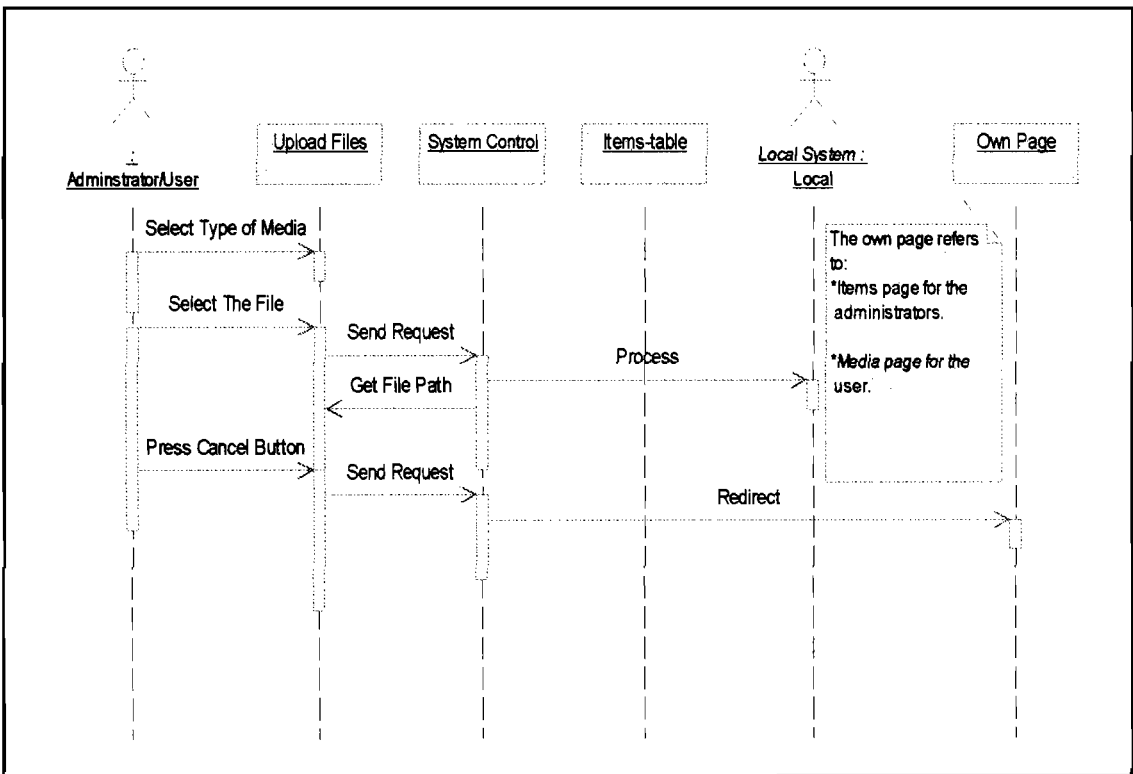 :
Adminstrator/User
Upload Files
System Control
Items-table
Local System :
Local
Own Page
Select Type of Media
The own page refers
to:
*Items page for the
administrators.
*Media page for the
user.
Select The File
Send Request
Process
Get File Path
Press Cancel Button
Send Request
Redirect